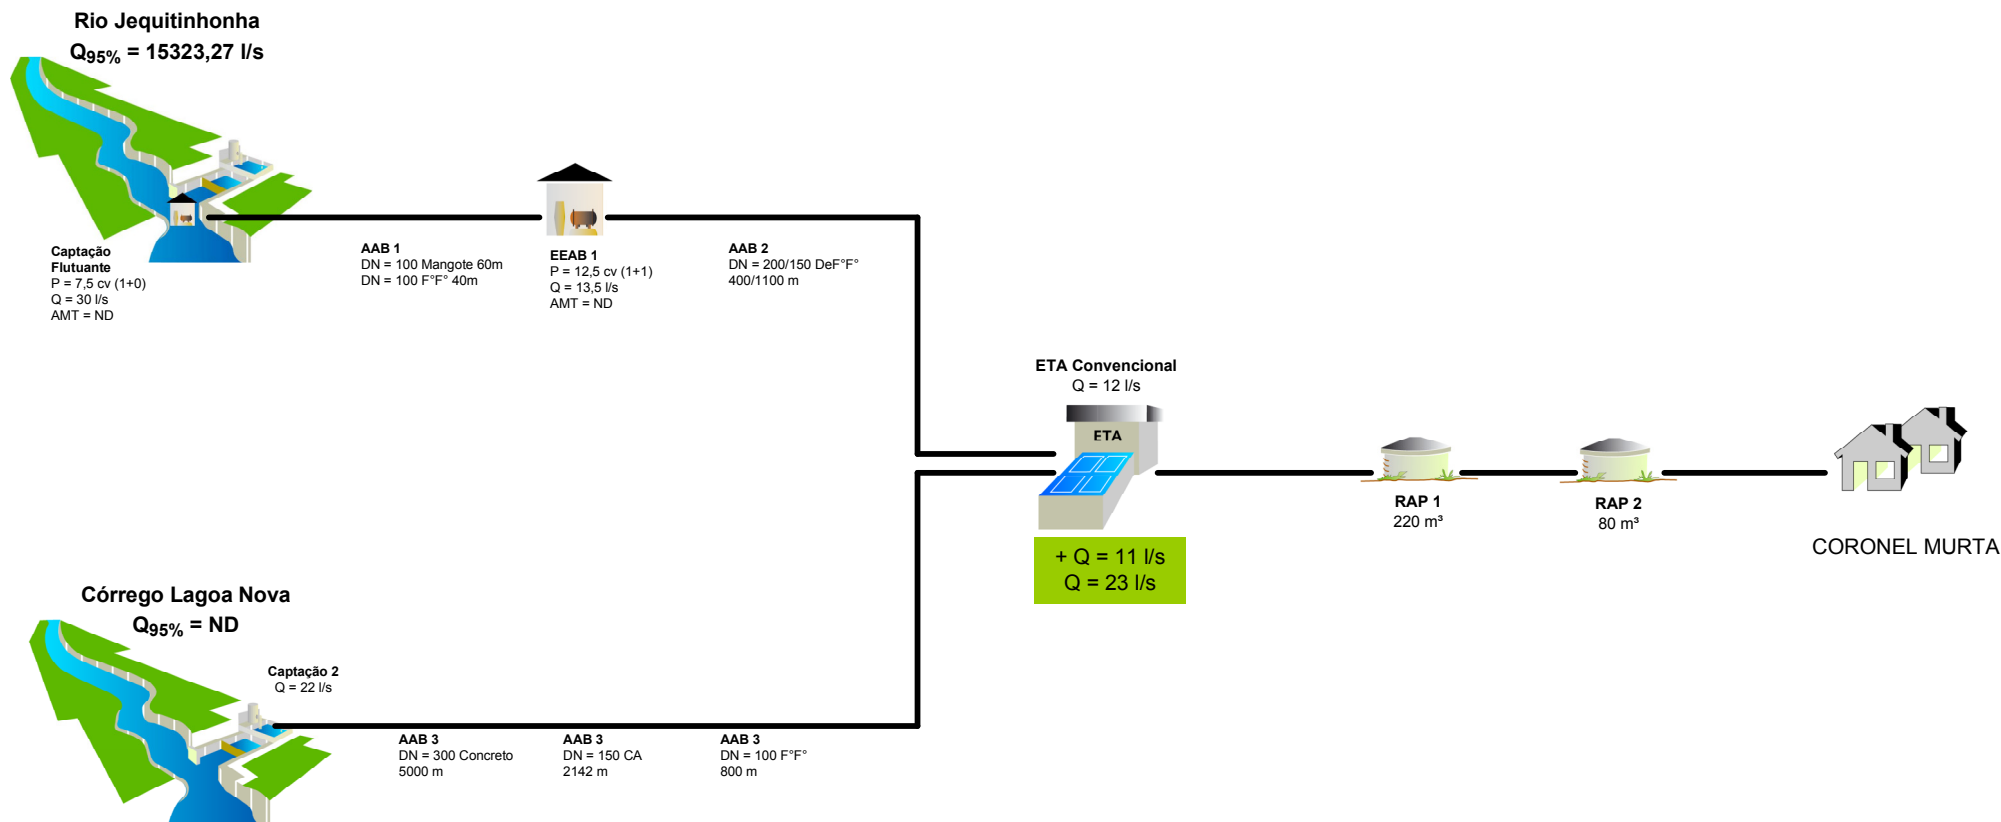 Rio Jequitinhonha
Q95% = 15323,27 l/s
Captação
Flutuante
P = 7,5 cv (1+0)
Q = 30 l/s
AMT = ND
AAB 1
DN = 100 Mangote 60m
DN = 100 F°F° 40m
EEAB 1
P = 12,5 cv (1+1)
Q = 13,5 l/s
AMT = ND
AAB 2
DN = 200/150 DeF°F°
400/1100 m
ETA Convencional
Q = 12 l/s
ETA
+ Q = 11 l/s
Q = 23 l/s
RAP 1
220 m³
RAP 2
80 m³
CORONEL MURTA
Córrego Lagoa Nova
Q95% = ND
Captação 2
Q = 22 l/s
AAB 3
DN = 300 Concreto
5000 m
AAB 3
DN = 150 CA
2142 m
AAB 3
DN = 100 F°F°
800 m